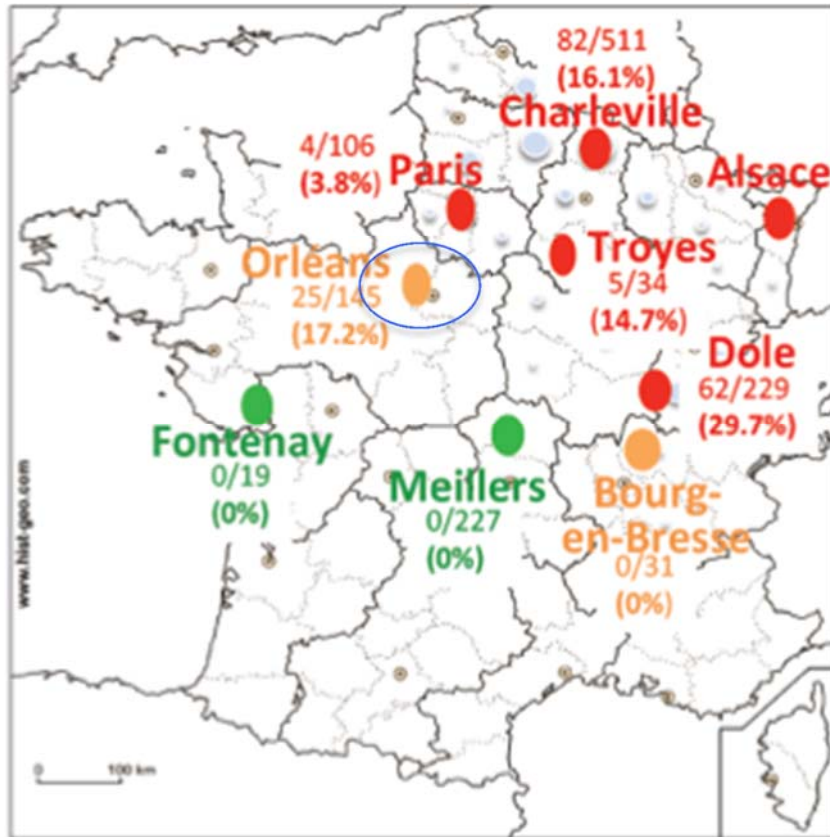 82/511
(16.1%)
Charleville
4/106
(3.8%)
Paris
Alsace
Orléans
25/145
(17.2%)
Troyes
5/34
(14.7%)
Dole
62/229
(29.7%)
Fontenay
0/19
(0%)
Meillers
0/227
(0%)
Bourg-
en-Bresse
0/31
(0%)
www.hist-geo.com
0 100 km